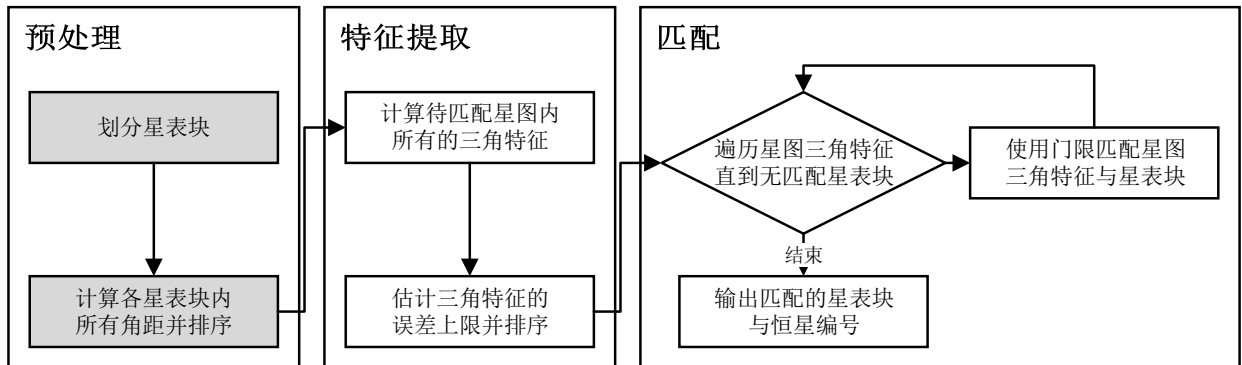 预处理
划分星表块
计算各星表块内
所有角距并排序
特征提取
计算待匹配星图内
所有的三角特征
估计三角特征的
误差上限并排序
匹配
遍历星图三角特征
直到无匹配星表块
使用门限匹配星图
三角特征与星表块
结束
输出匹配的星表块
与恒星编号